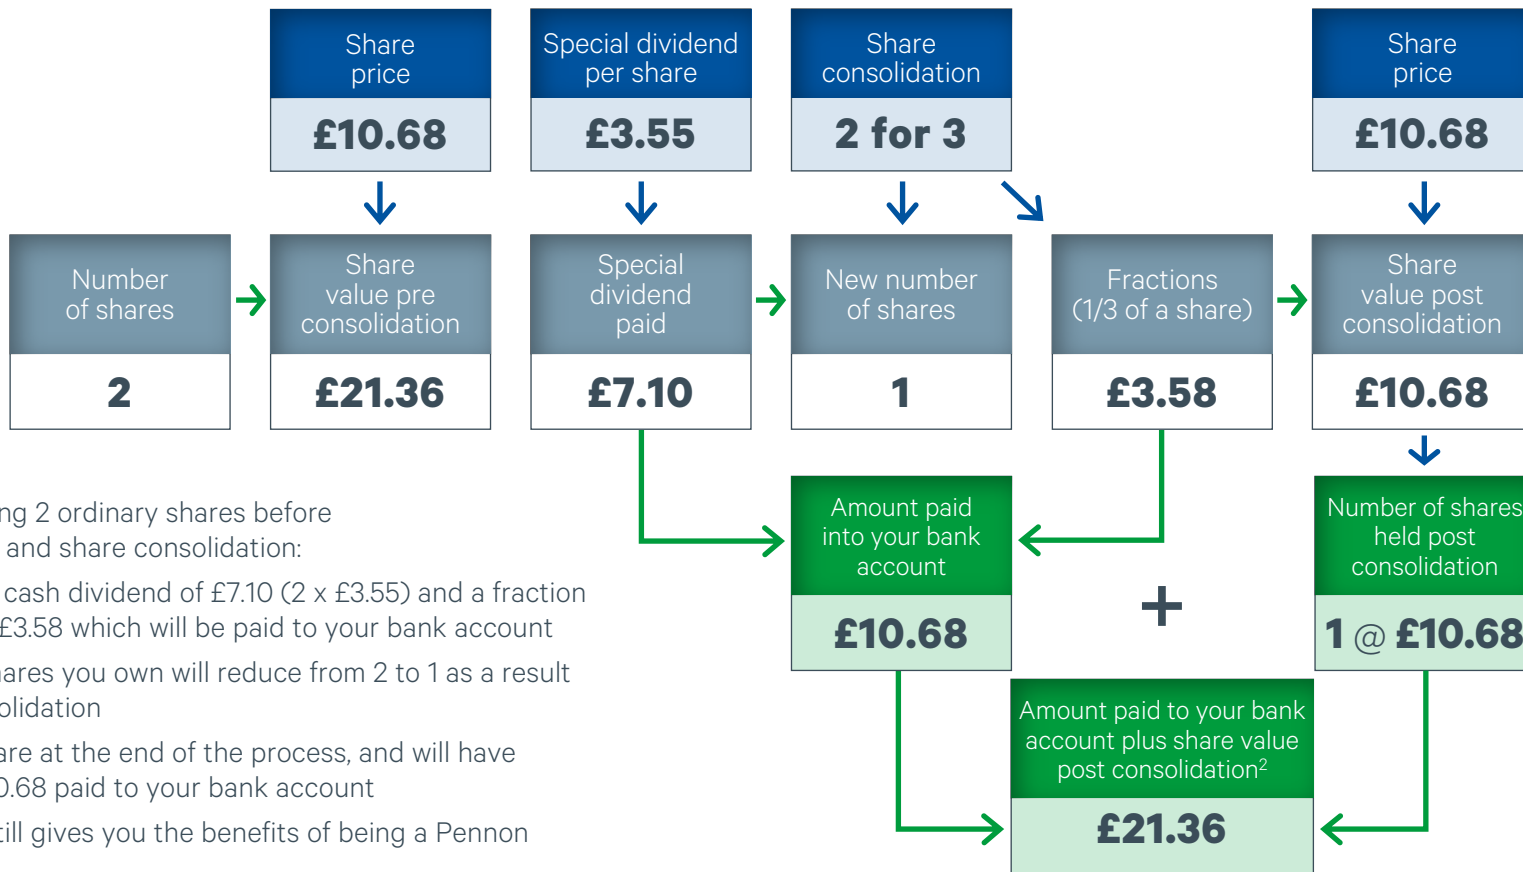 Share
price
£10.68
Special dividend
per share
£3.55
Share
consolidation
2 for 3
Share
price
£10.68
Number
of shares
2
Share
value pre
consolidation
£21.36
Special
dividend
paid
£7.10
New number
of shares
1
Fractions
(1/3 of a share)
£3.58
Share
value post
consolidation
£10.68
ng 2 ordinary shares before
and share consolidation:
cash dividend of £7.10 (2 x £3.55) and a fraction
£3.58 which will be paid to your bank account
ares you own will reduce from 2 to 1 as a result
olidation
are at the end of the process, and will have
0.68 paid to your bank account
till gives you the benefits of being a Pennon
Amount paid
into your bank
account
£10.68
+
Number of shares
held post
consolidation
1 @ £10.68
Amount paid to your bank
account plus share value
post consolidation²
£21.36